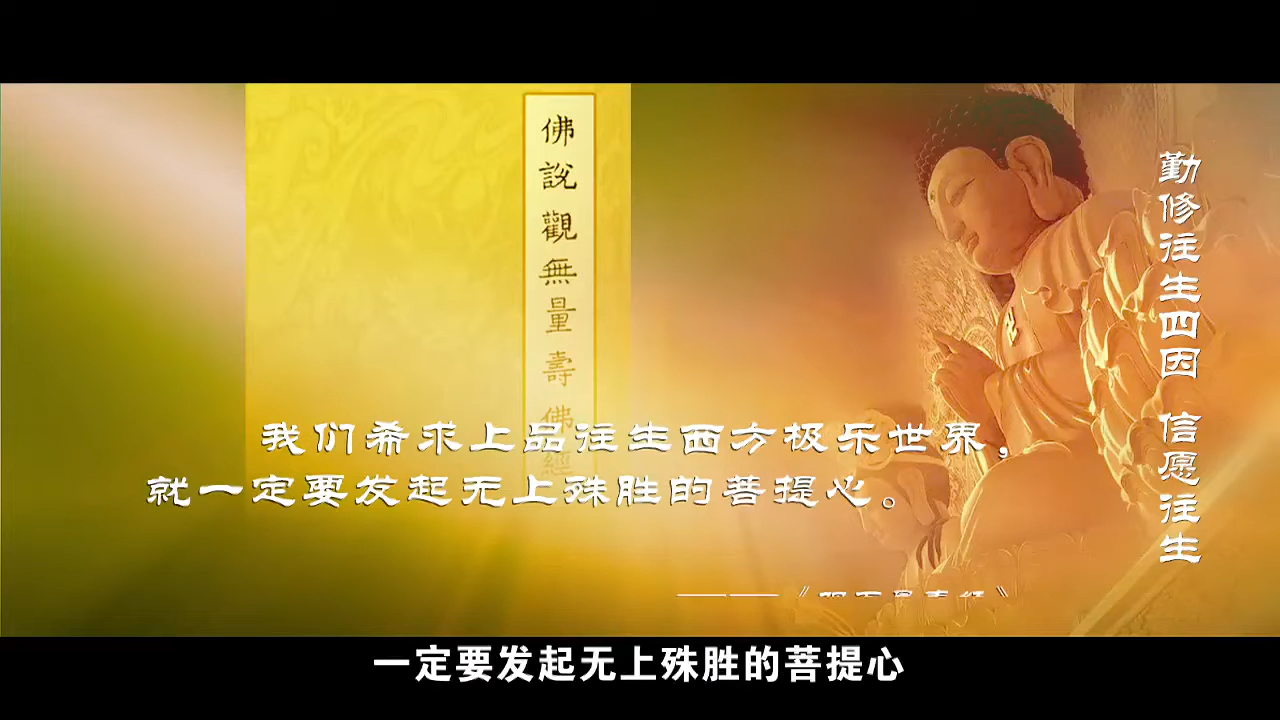 佛說觀無量壽佛經
勤修往生四因 信愿往生
我们希求上品往生西方极乐世界，
就一定要发起无上殊胜的菩提心。
一定要发起无上殊胜的菩提心